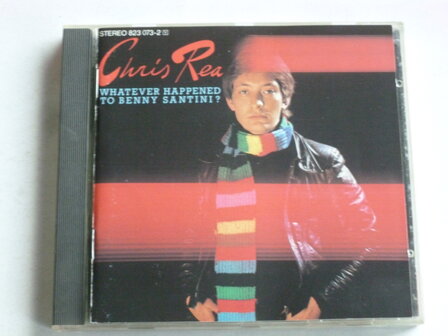 STEREO 823 073-2
Chris Rea
WHATEVER HAPPENED
TO BENNY SANTINI?